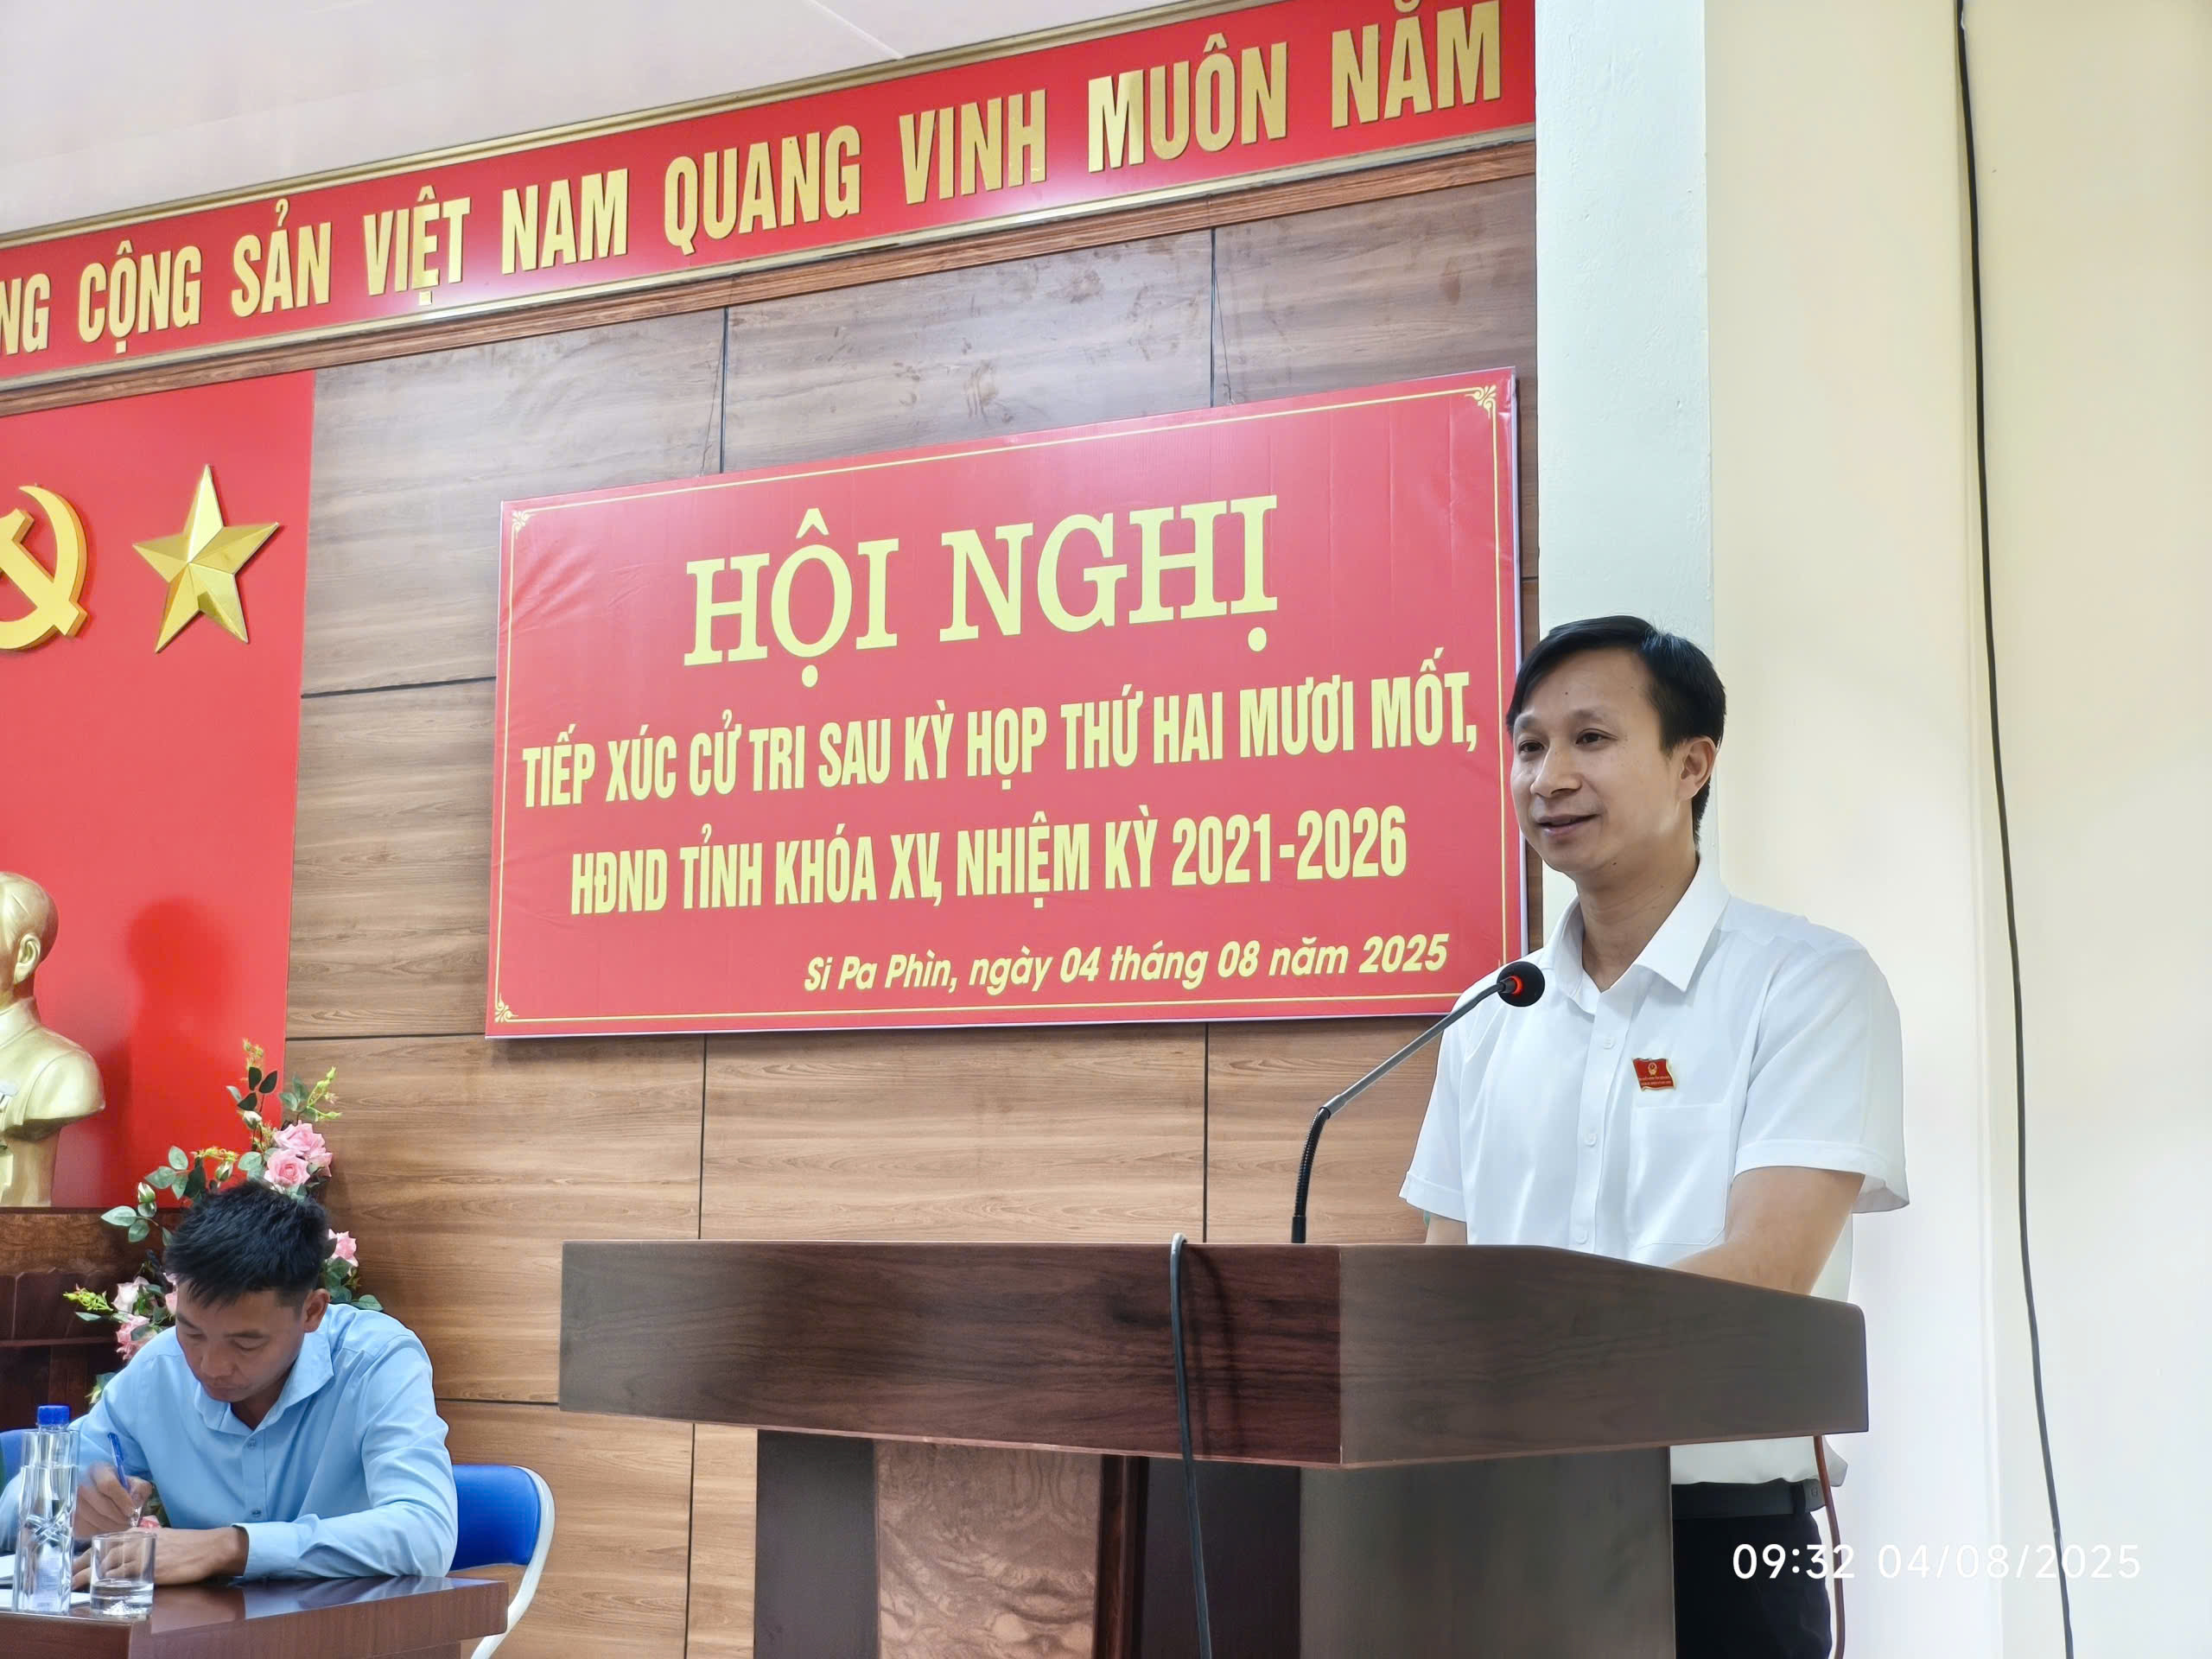 CỘNG SẢN VIỆT NAM QUANG VINH MUÔN NĂM
HỘI NGHỊ
TIẾP XÚC CỬ TRI SAU KỲ HỌP THỨ HAI MƯƠI MỐT,
HĐND TỈNH KHÓA XV, NHIỆM KỲ 2021-2026
Si Pa Phìn, ngày 04 tháng 08 năm 2025
09:32 04/08/2025